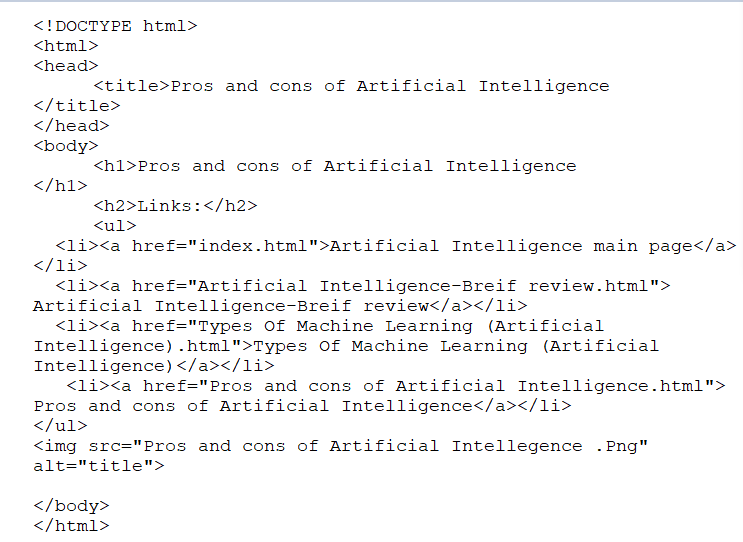 <!DOCTYPE html>
<html>
<head>
<title>Pros and cons of Artificial Intelligence
</title>
</head>
<body>
<h1>Pros and cons of Artificial Intelligence
</h1>
<h2>Links:</h2>
<ul>
<li><a href="index.html">Artificial Intelligence main page</a>
</li>
<li><a href="Artificial Intelligence-Breif review.html">
Artificial Intelligence-Breif review</a></li>
<li><a href="Types Of Machine Learning (Artificial
Intelligence).html">Types Of Machine Learning (Artificial
Intelligence)</a></li>
<li><a href="Pros and cons of Artificial Intelligence.html">
Pros and cons of Artificial Intelligence</a></li>
</ul>
<img src="Pros and cons of Artificial Intellegence .Png"
alt="title">
</body>
</html>